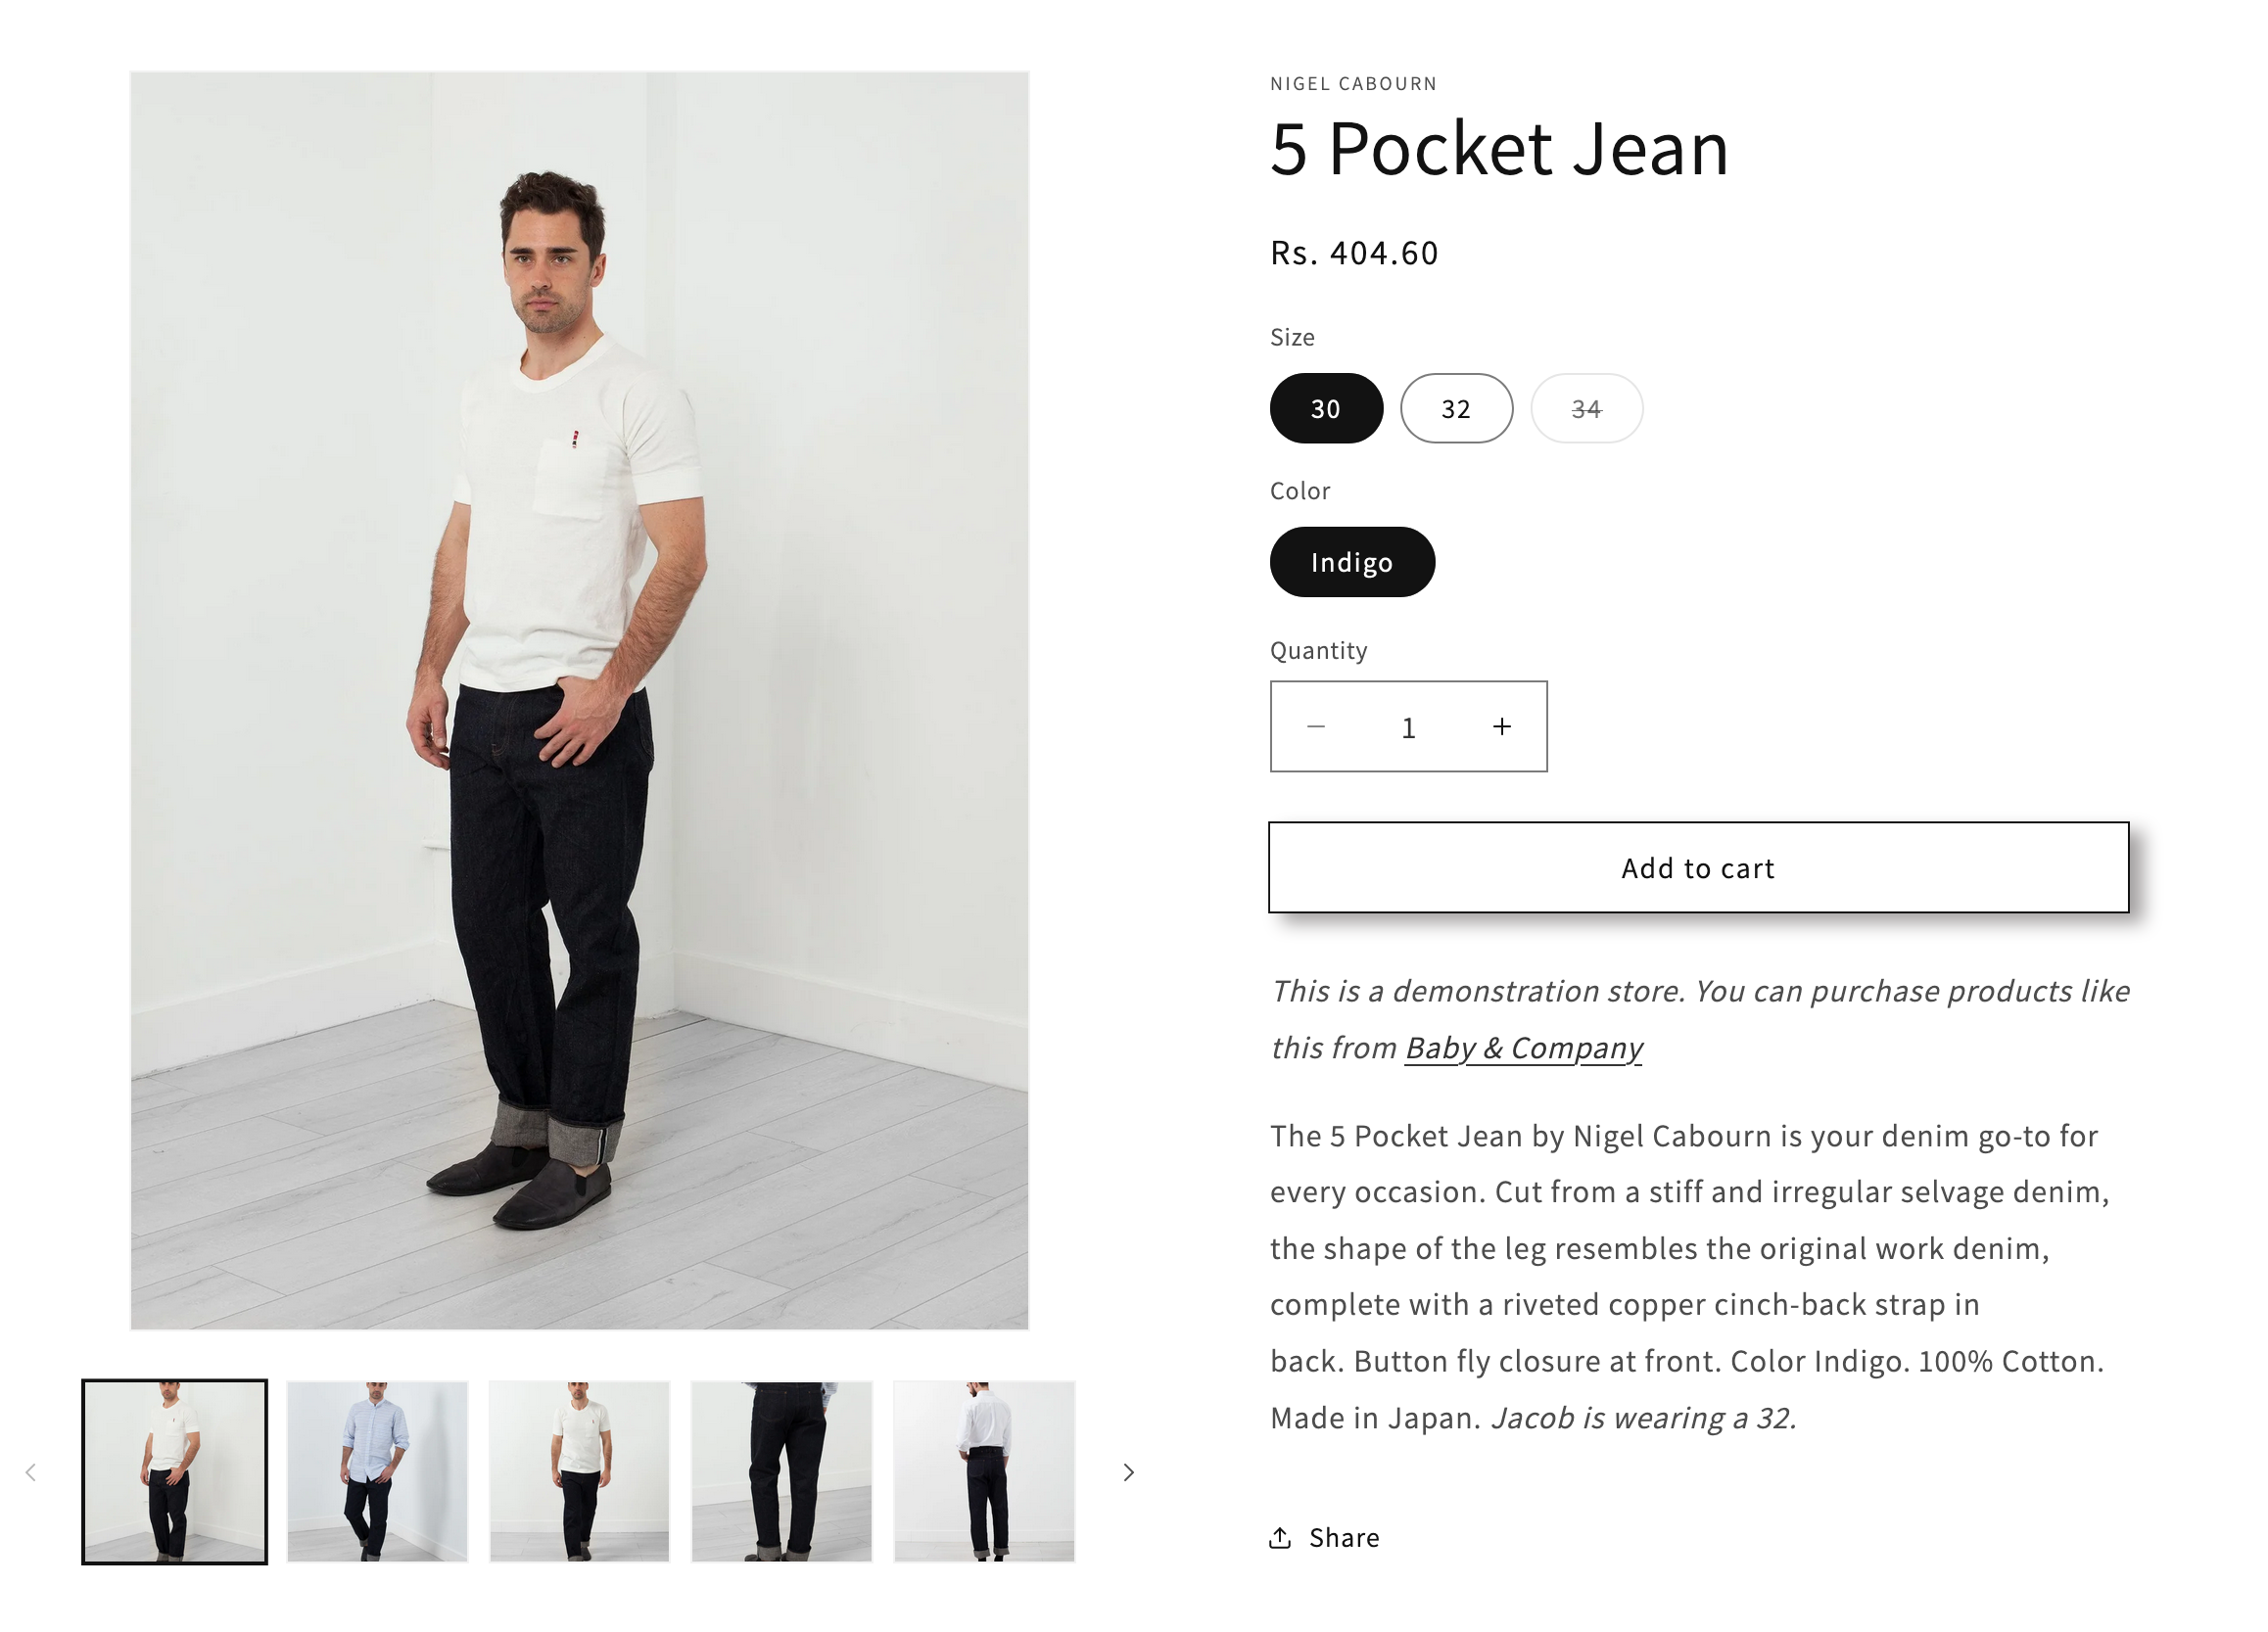 NIGEL CABOURN
5 Pocket Jean
Rs. 404.60
Size
30 32 34
Color
Indigo
Quantity
− 1 +
Add to cart
This is a demonstration store. You can purchase products like
this from Baby & Company
The 5 Pocket Jean by Nigel Cabourn is your denim go-to for
every occasion. Cut from a stiff and irregular selvage denim,
the shape of the leg resembles the original work denim,
complete with a riveted copper cinch-back strap in
back. Button fly closure at front. Color Indigo. 100% Cotton.
Made in Japan. Jacob is wearing a 32.
Share